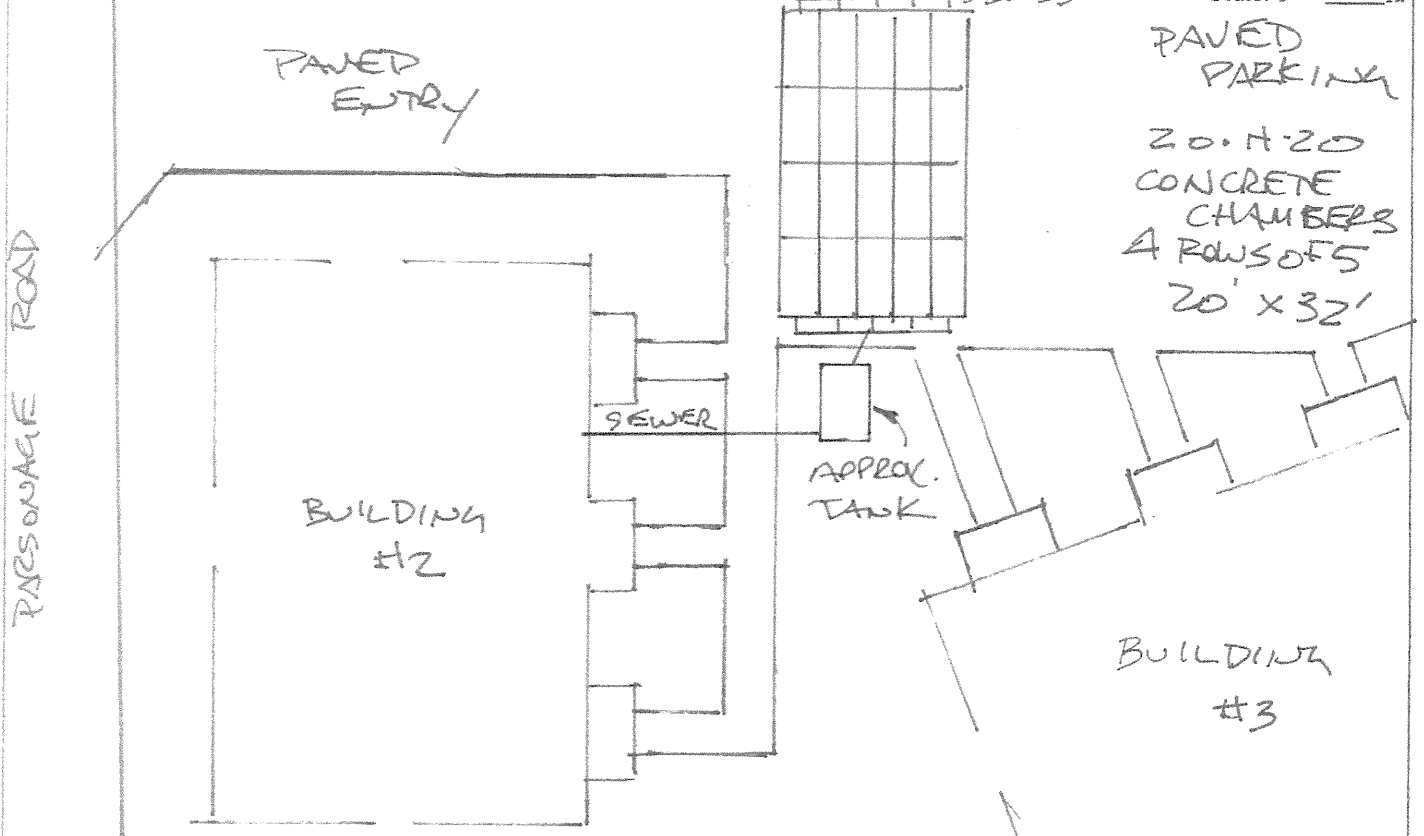 PAVED
ENTRY
PAVED
PARKING
20·H-20
CONCRETE
CHAMBERS
4 ROWS OF 5
20' X 32'
PARSONAGE ROAD
SEWER
APPROX.
TANK
BUILDING
#2
BUILDING
#3